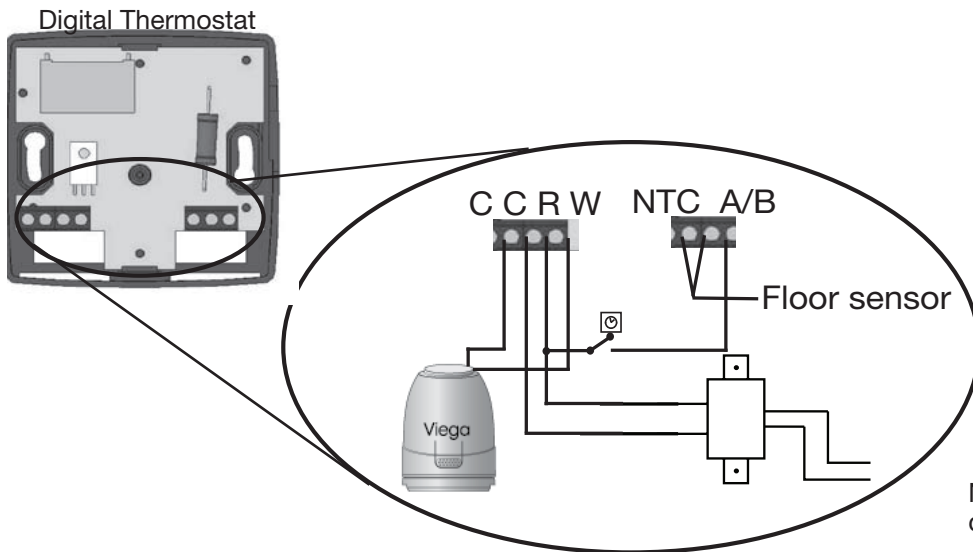 Digital Thermostat
C C R W NTC A/B
Floor sensor
Viega